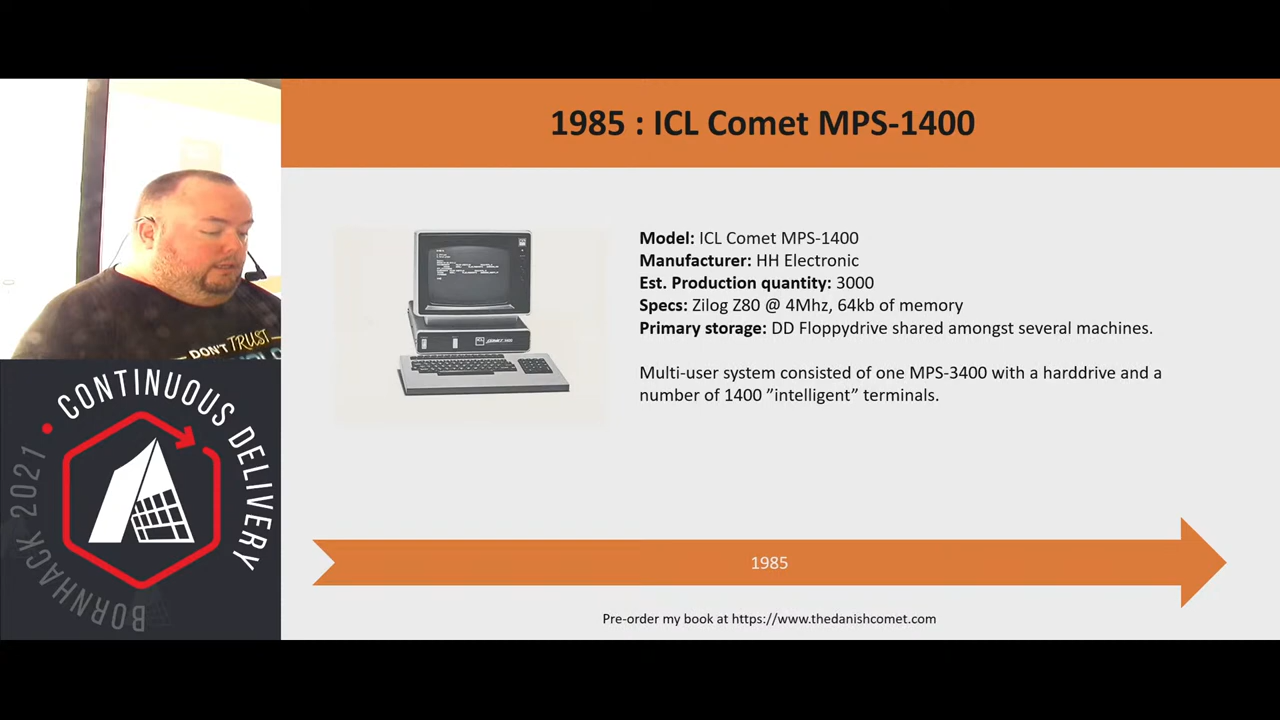 1985 : ICL Comet MPS-1400
Model: ICL Comet MPS-1400
Manufacturer: HH Electronic
Est. Production quantity: 3000
Specs: Zilog Z80 @ 4Mhz, 64kb of memory
Primary storage: DD Floppydrive shared amongst several machines.
Multi-user system consisted of one MPS-3400 with a harddrive and a
number of 1400 ”intelligent” terminals.
1985
Pre-order my book at https://www.thedanishcomet.com
DON'T TRUST
CONTINUOUS DELIVERY
BORNHACK 2021